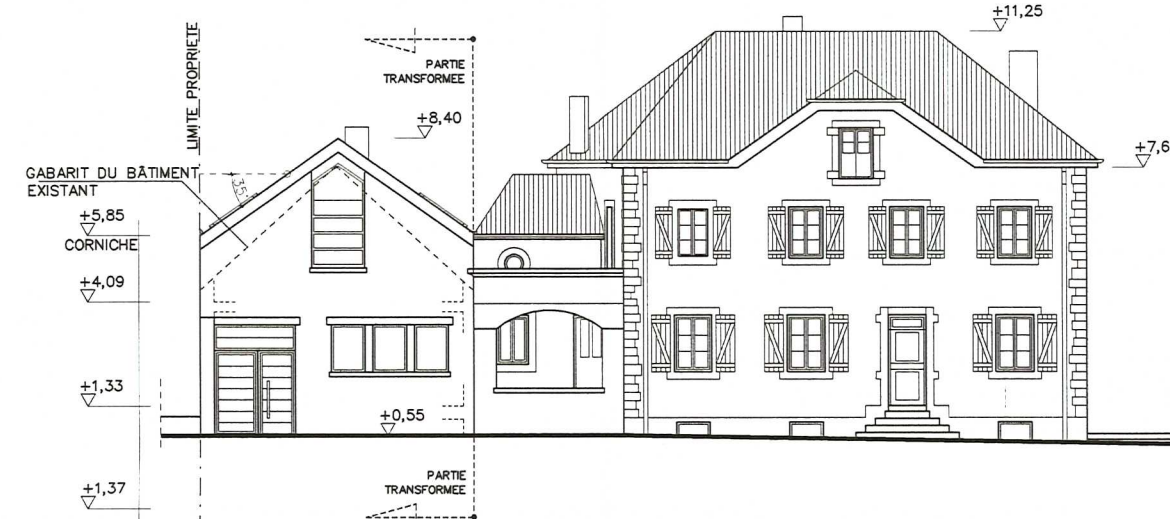 LIMITE PROPRIETE
PARTIE
TRANSFORMEE
+11,25
+8,40
+7,6
GABARIT DU BÂTIMENT
EXISTANT
35°
+5,85
CORNICHE
+4,09
+1,33
+0,55
+1,37
PARTIE
TRANSFORMEE